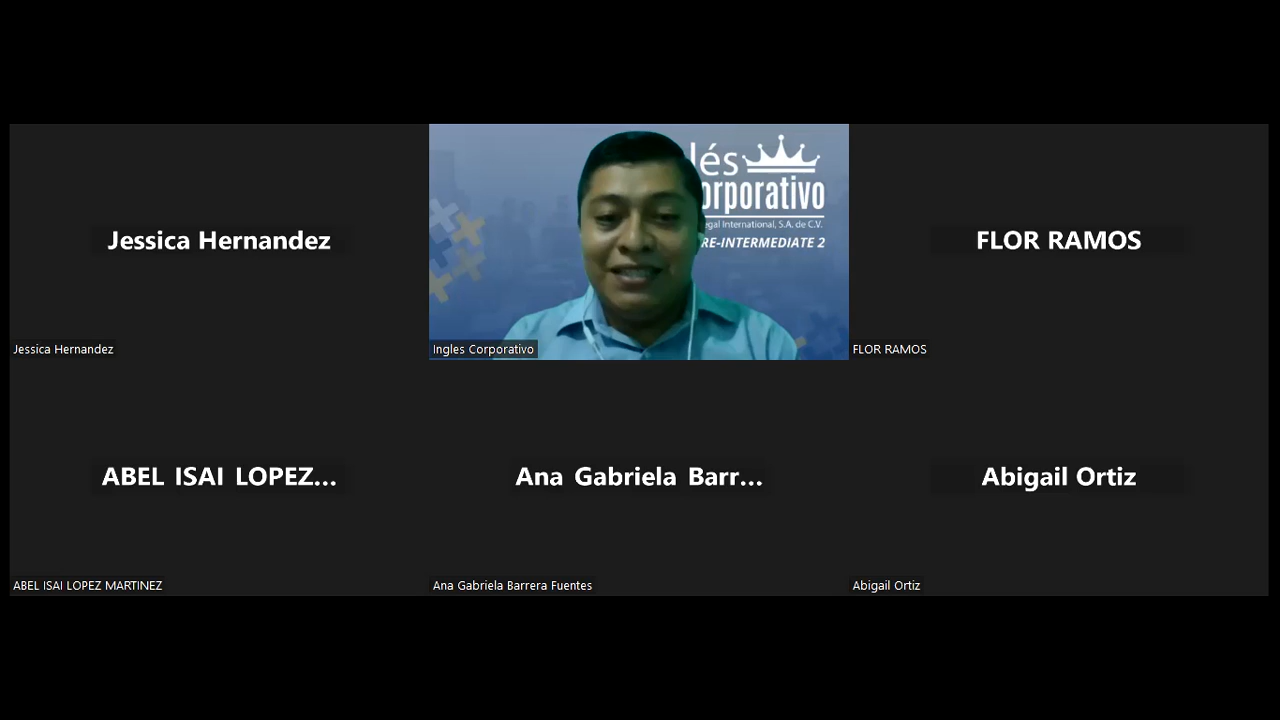 Jessica Hernandez
lés
orporativo
egal International, S.A. de C.V.
RE-INTERMEDIATE 2
FLOR RAMOS
Jessica Hernandez
Ingles Corporativo
FLOR RAMOS
ABEL ISAI LOPEZ...
Ana Gabriela Barr...
Abigail Ortiz
ABEL ISAI LOPEZ MARTINEZ
Ana Gabriela Barrera Fuentes
Abigail Ortiz